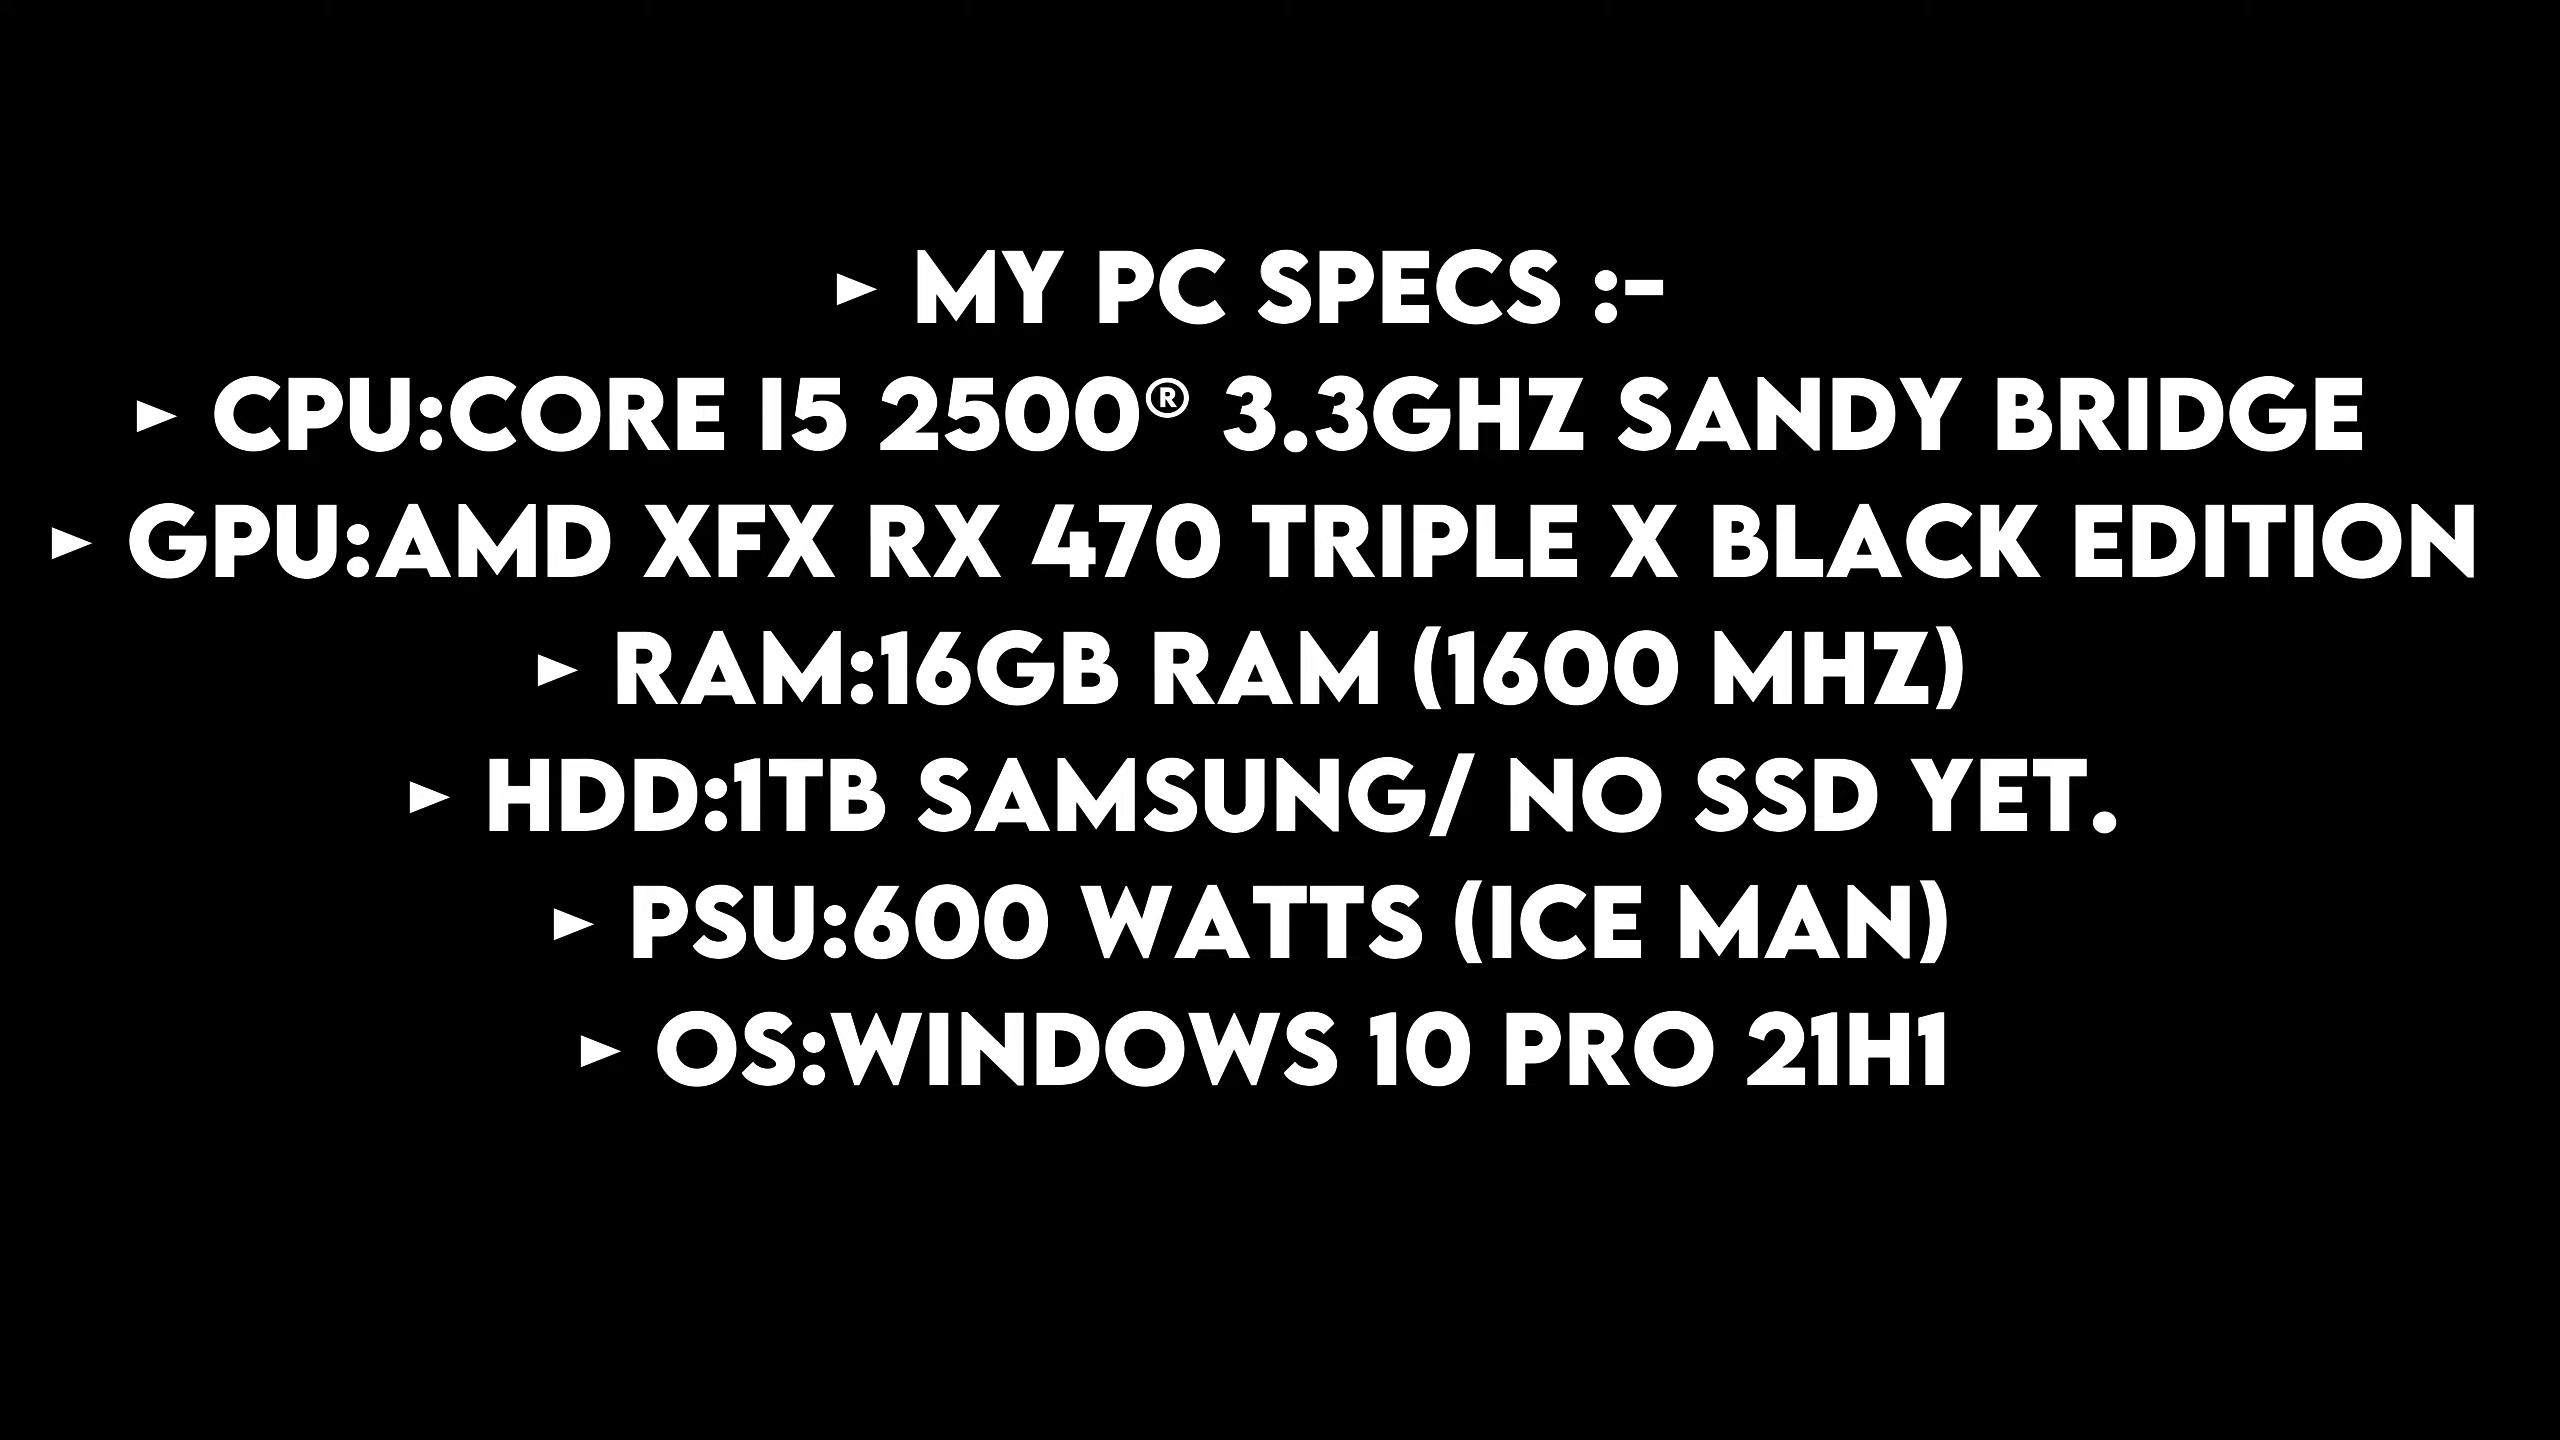 ► MY PC SPECS :-
► CPU:CORE I5 2500® 3.3GHZ SANDY BRIDGE
► GPU:AMD XFX RX 470 TRIPLE X BLACK EDITION
► RAM:16GB RAM (1600 MHZ)
► HDD:1TB SAMSUNG/ NO SSD YET.
► PSU:600 WATTS (ICE MAN)
► OS:WINDOWS 10 PRO 21H1